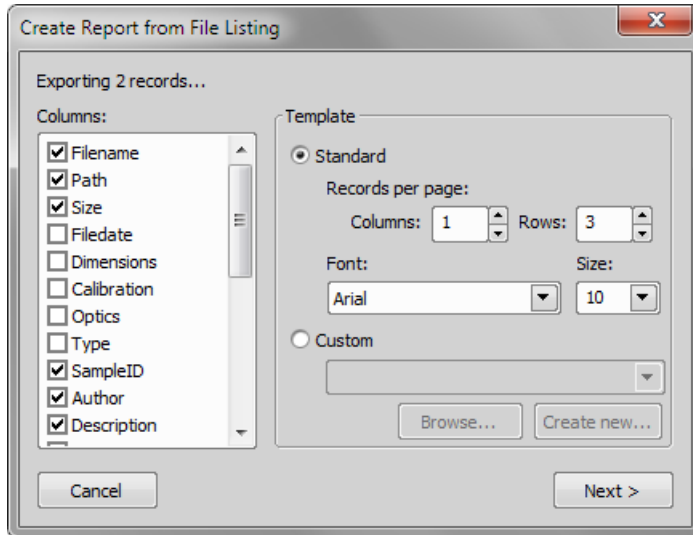 Create Report from File Listing
Exporting 2 records...
Columns:
Filename
Path
Size
Filedate
Dimensions
Calibration
Optics
Type
SampleID
Author
Description
Template
Standard
Records per page:
Columns: 1 Rows: 3
Font: Size:
Arial 10
Custom
Browse... Create new...
Cancel Next >